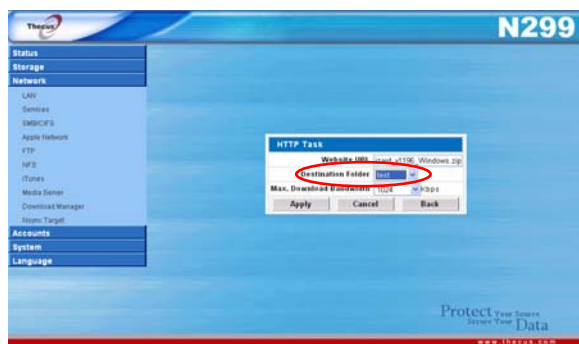 Thecus
N299
Status
Storage
Network
LAN
Services
SMB/CIFS
Apple Network
FTP
NFS
iTunes
Media Server
Download Manager
Nsync Target
Accounts
System
Language
HTTP Task
Website URL izard_v1196_Windows.zip
Destination Folder test
Max. Download Bandwidth 1024 Kbps
Apply Cancel Back
Protect Your Source
Secure Your Data
www.thecus.com